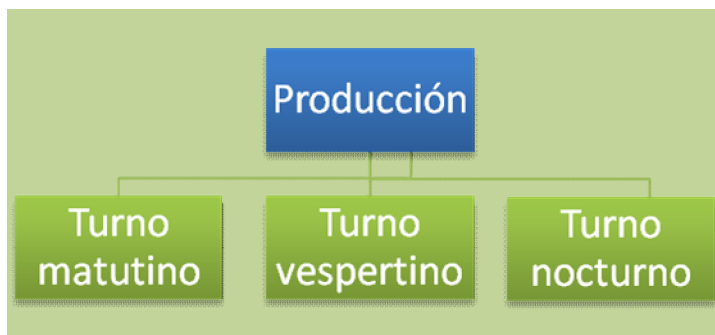 Producción
Turno
matutino
Turno
vespertino
Turno
nocturno